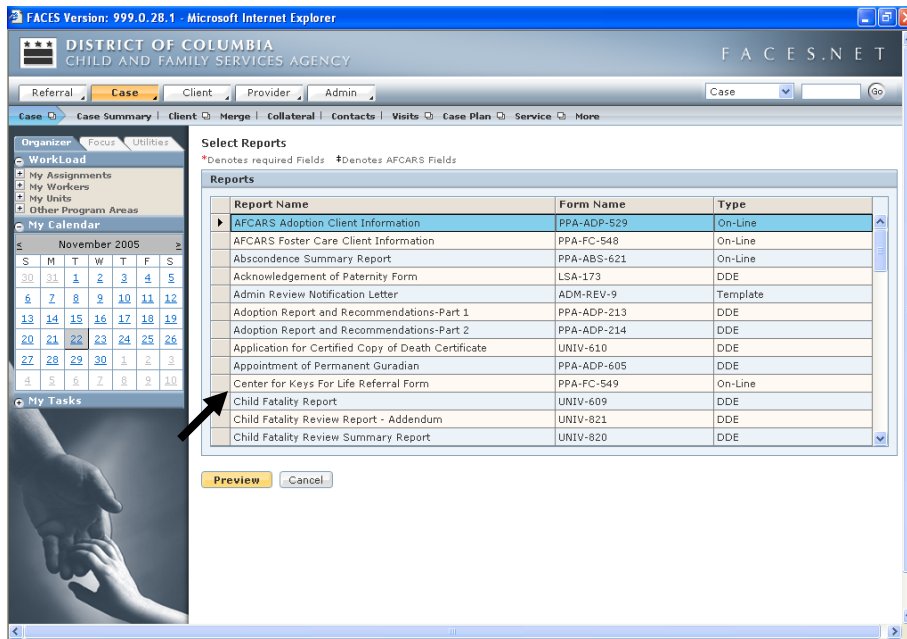 FACES Version: 999.0.28.1 - Microsoft Internet Explorer
DISTRICT OF COLUMBIA
CHILD AND FAMILY SERVICES AGENCY
FACES.NET
Referral Case Client Provider Admin Case Go
Case Case Summary | Client Merge | Collateral | Contacts | Visits Case Plan Service More
Organizer Focus Utilities
WorkLoad
My Assignments
My Workers
My Units
Other Program Areas
My Calendar
≤ November 2005 ≥
S M T W T F S
30 31 1 2 3 4 5
6 7 8 9 10 11 12
13 14 15 16 17 18 19
20 21 22 23 24 25 26
27 28 29 30 1 2 3
4 5 6 7 8 9 10
My Tasks
Select Reports
*Denotes required Fields ‡Denotes AFCARS Fields
Reports
Report Name Form Name Type
AFCARS Adoption Client Information PPA-ADP-529 On-Line
AFCARS Foster Care Client Information PPA-FC-548 On-Line
Abscondence Summary Report PPA-ABS-621 On-Line
Acknowledgement of Paternity Form LSA-173 DDE
Admin Review Notification Letter ADM-REV-9 Template
Adoption Report and Recommendations-Part 1 PPA-ADP-213 DDE
Adoption Report and Recommendations-Part 2 PPA-ADP-214 DDE
Application for Certified Copy of Death Certificate UNIV-610 DDE
Appointment of Permanent Guradian PPA-ADP-605 DDE
Center for Keys For Life Referral Form PPA-FC-549 On-Line
Child Fatality Report UNIV-609 DDE
Child Fatality Review Report - Addendum UNIV-821 DDE
Child Fatality Review Summary Report UNIV-820 DDE
Preview Cancel